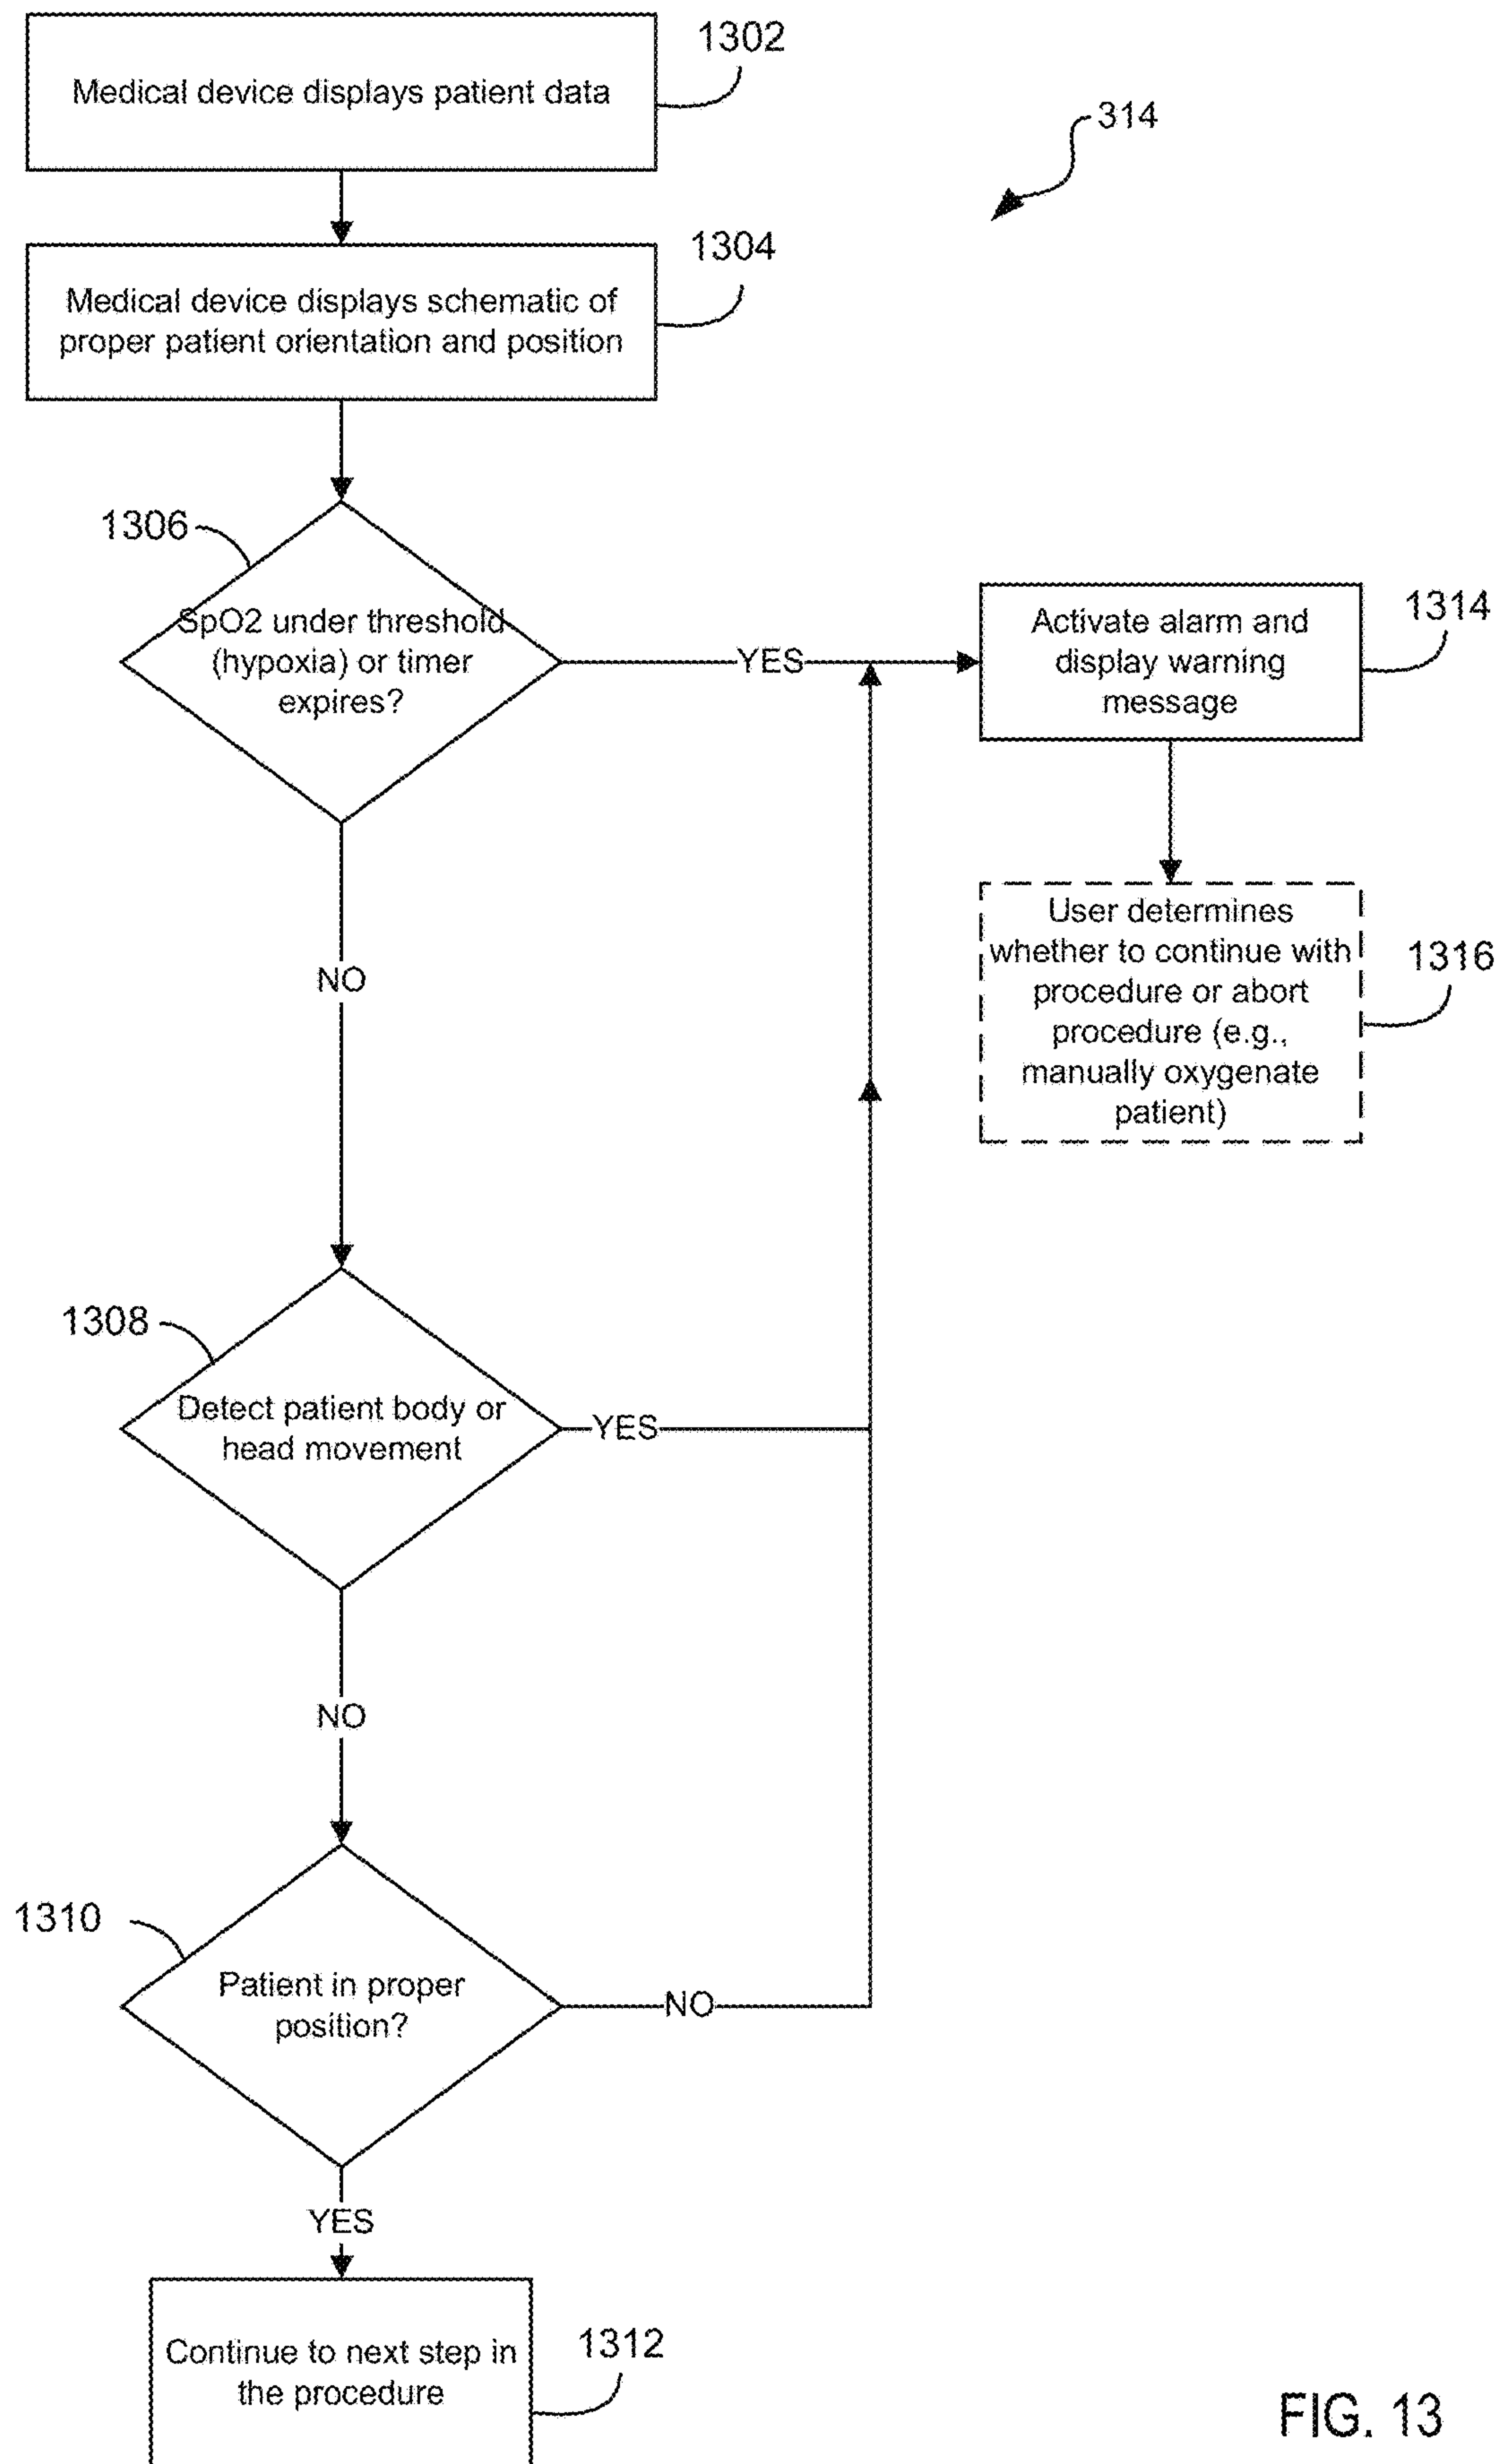 1302
Medical device displays patient data
314
1304
Medical device displays schematic of
proper patient orientation and position
1306
SpO2 under threshold
(hypoxia) or timer
expires?
YES
Activate alarm and
display warning
message
1314
NO
User determines
whether to continue with
procedure or abort
procedure (e.g.,
manually oxygenate
patient)
1316
1308
Detect patient body or
head movement
YES
NO
1310
Patient in proper
position?
NO
YES
Continue to next step in
the procedure
1312
FIG. 13